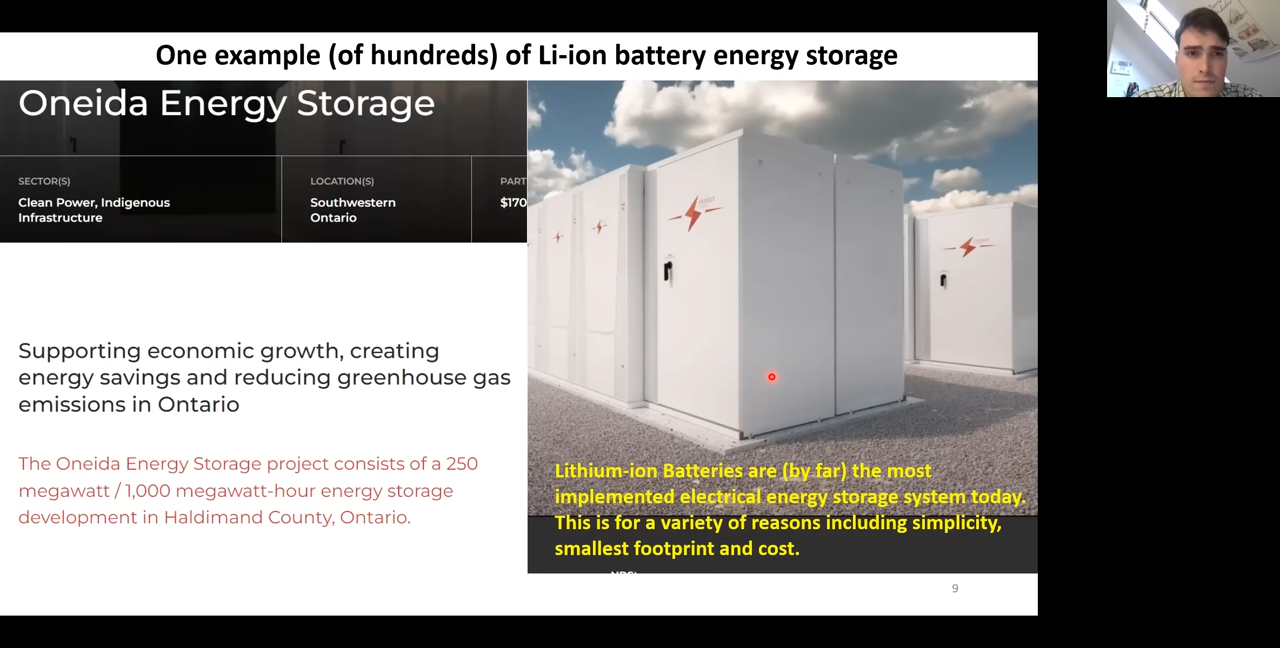 One example (of hundreds) of Li-ion battery energy storage
Oneida Energy Storage
SECTOR(S)
Clean Power, Indigenous
Infrastructure
LOCATION(S)
Southwestern
Ontario
PART
$170
Supporting economic growth, creating
energy savings and reducing greenhouse gas
emissions in Ontario
The Oneida Energy Storage project consists of a 250
megawatt / 1,000 megawatt-hour energy storage
development in Haldimand County, Ontario.
Lithium-ion Batteries are (by far) the most
implemented electrical energy storage system today.
This is for a variety of reasons including simplicity,
smallest footprint and cost.
9